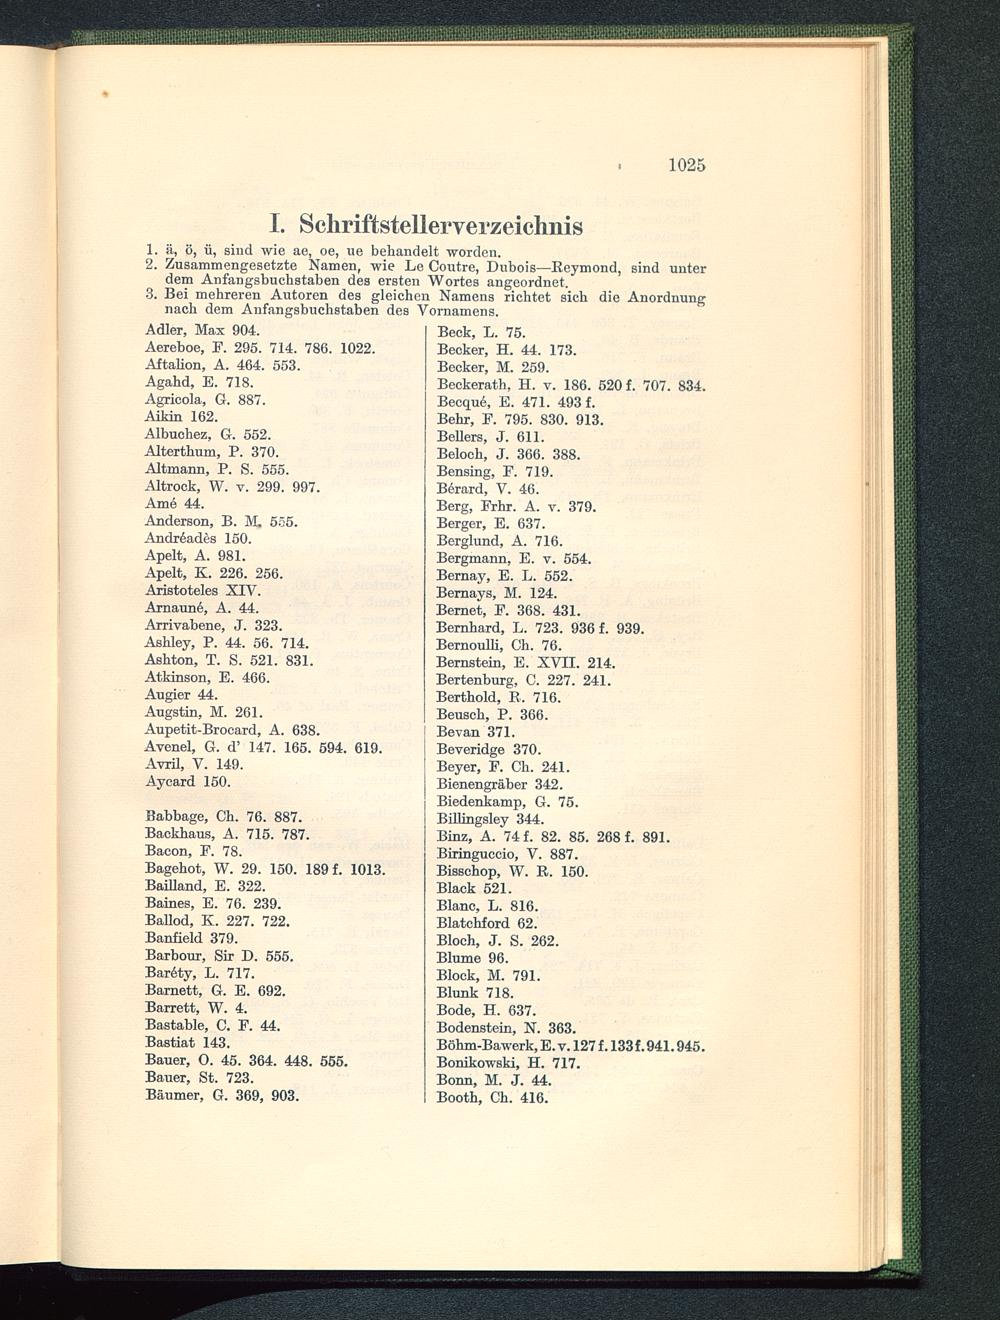 1025
I. Schriftstellerverzeichnis
1. ä, ö, ü, sind wie ae, oe, ue behandelt worden.
2. Zusammengesetzte Namen, wie Le Coutre, Dubois—Reymond, sind unter
dem Anfangsbuchstaben des ersten Wortes angeordnet.
3. Bei mehreren Autoren des gleichen Namens richtet sich die Anordnung
nach dem Anfangsbuchstaben des Vornamens.
Adler, Max 904.
Aereboe, F. 295. 714. 786. 1022.
Aftalion, A. 464. 553.
Agahd, E. 718.
Agricola, G. 887.
Aikin 162.
Albuchez, G. 552.
Alterthum, P. 370.
Altmann, P. S. 555.
Altrock, W. v. 299. 997.
Amé 44.
Anderson, B. M. 555.
Andréadès 150.
Apelt, A. 981.
Apelt, K. 226. 256.
Aristoteles XIV.
Arnauné, A. 44.
Arrivabene, J. 323.
Ashley, P. 44. 56. 714.
Ashton, T. S. 521. 831.
Atkinson, E. 466.
Augier 44.
Augstin, M. 261.
Aupetit-Brocard, A. 638.
Avenel, G. d' 147. 165. 594. 619.
Avril, V. 149.
Aycard 150.
Babbage, Ch. 76. 887.
Backhaus, A. 715. 787.
Bacon, F. 78.
Bagehot, W. 29. 150. 189 f. 1013.
Bailland, E. 322.
Baines, E. 76. 239.
Ballod, K. 227. 722.
Banfield 379.
Barbour, Sir D. 555.
Baréty, L. 717.
Barnett, G. E. 692.
Barrett, W. 4.
Bastable, C. F. 44.
Bastiat 143.
Bauer, O. 45. 364. 448. 555.
Bauer, St. 723.
Bäumer, G. 369, 903.
Beck, L. 75.
Becker, H. 44. 173.
Becker, M. 259.
Beckerath, H. v. 186. 520 f. 707. 834.
Becqué, E. 471. 493 f.
Behr, F. 795. 830. 913.
Bellers, J. 611.
Beloch, J. 366. 388.
Bensing, F. 719.
Bérard, V. 46.
Berg, Frhr. A. v. 379.
Berger, E. 637.
Berglund, A. 716.
Bergmann, E. v. 554.
Bernay, E. L. 552.
Bernays, M. 124.
Bernet, F. 368. 431.
Bernhard, L. 723. 936 f. 939.
Bernoulli, Ch. 76.
Bernstein, E. XVII. 214.
Bertenburg, C. 227. 241.
Berthold, R. 716.
Beusch, P. 366.
Bevan 371.
Beveridge 370.
Beyer, F. Ch. 241.
Bienengräber 342.
Biedenkamp, G. 75.
Billingsley 344.
Binz, A. 74 f. 82. 85. 268 f. 891.
Biringuccio, V. 887.
Bisschop, W. R. 150.
Black 521.
Blanc, L. 816.
Blatchford 62.
Bloch, J. S. 262.
Blume 96.
Block, M. 791.
Blunk 718.
Bode, H. 637.
Bodenstein, N. 363.
Böhm-Bawerk, E. v. 127 f. 133 f. 941. 945.
Bonikowski, H. 717.
Bonn, M. J. 44.
Booth, Ch. 416.